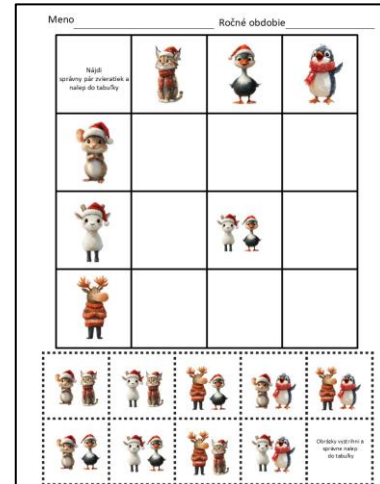 Meno Ročné obdobie
Nájdi
správny pár zvieratiek a
nalep do tabuľky
Obrázky vystrihni a
správne nalep
do tabuľky